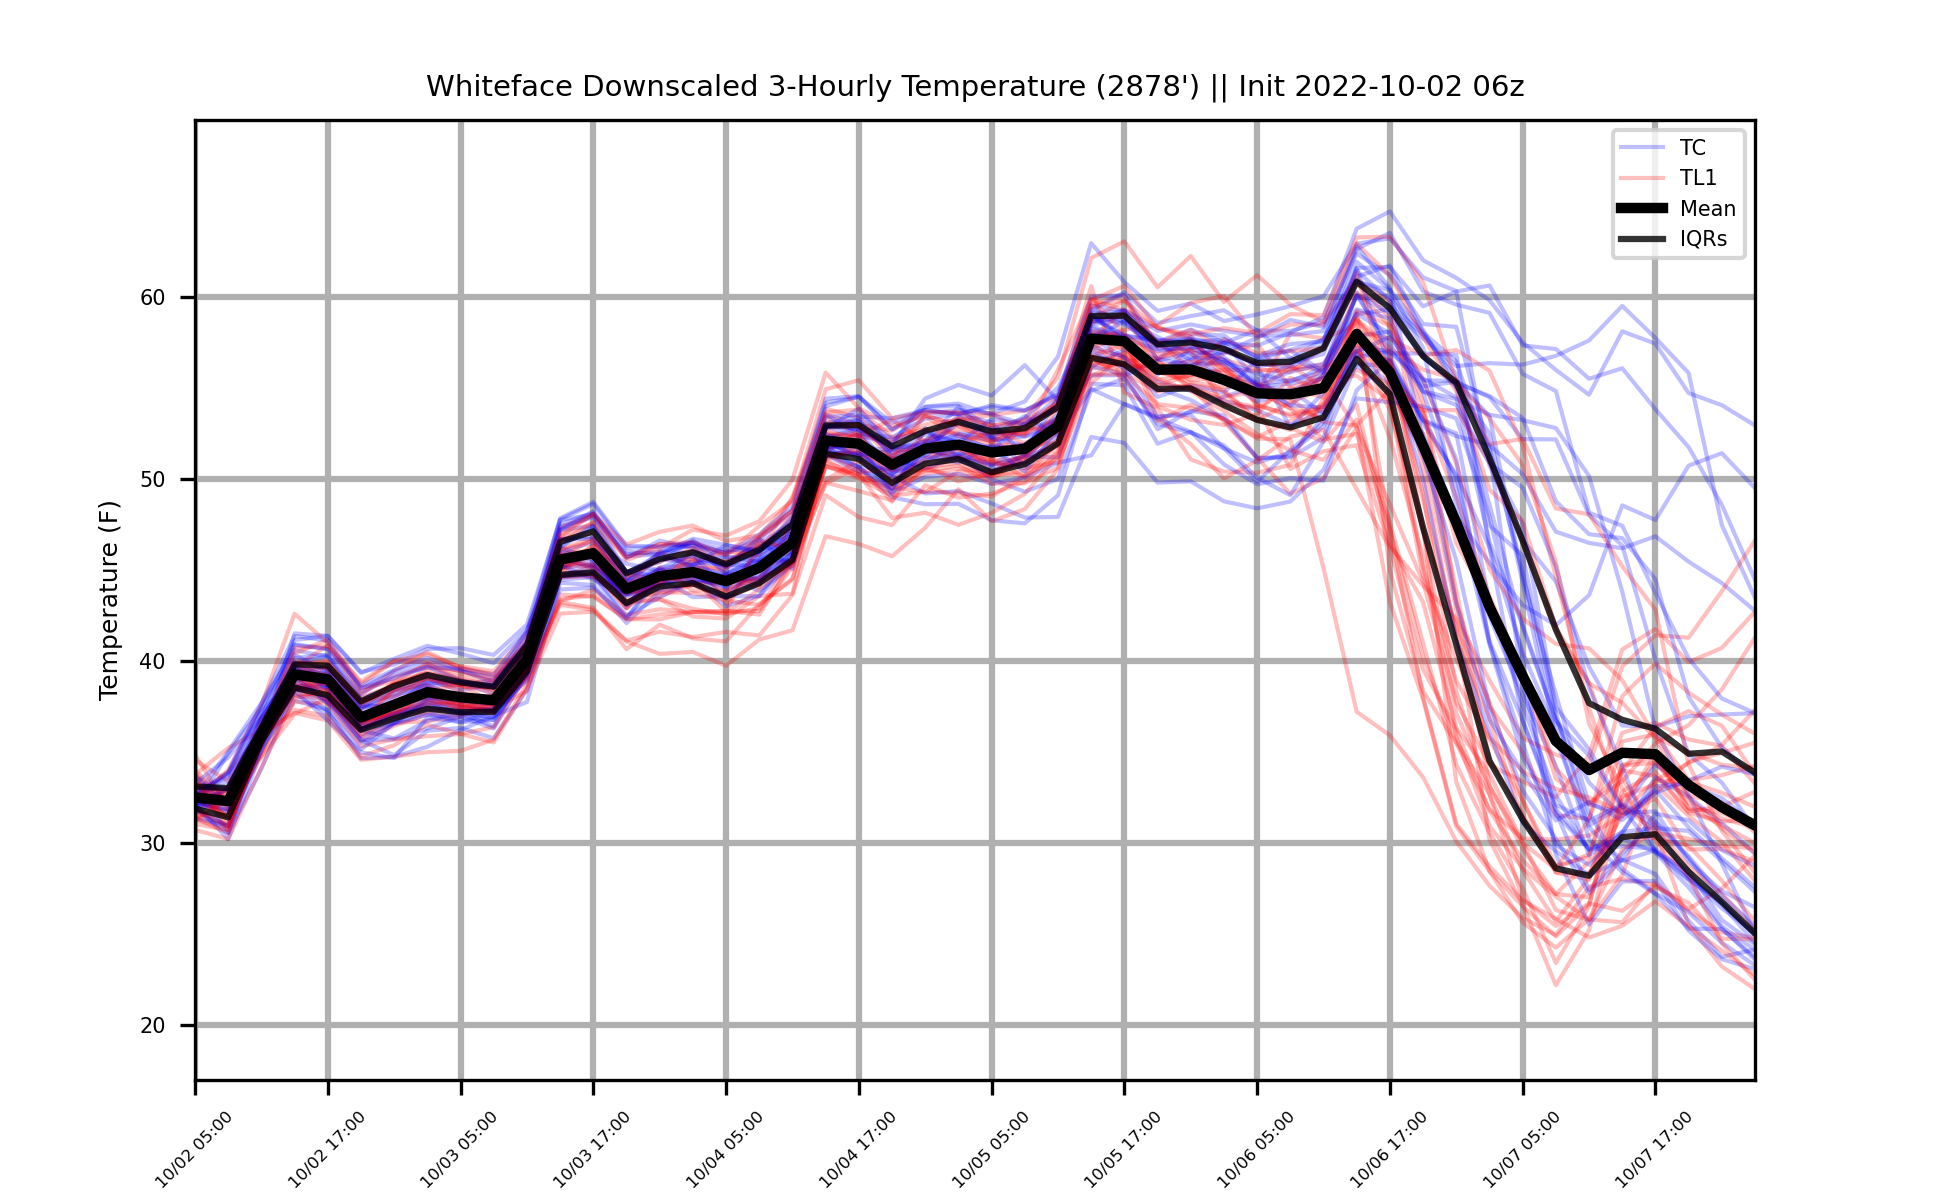 Whiteface Downscaled 3-Hourly Temperature (2878') || Init 2022-10-02 06z
TC
TL1
Mean
IQRs
Temperature (F)
60
50
40
30
20
10/02 05:00
10/02 17:00
10/03 05:00
10/03 17:00
10/04 05:00
10/04 17:00
10/05 05:00
10/05 17:00
10/06 05:00
10/06 17:00
10/07 05:00
10/07 17:00